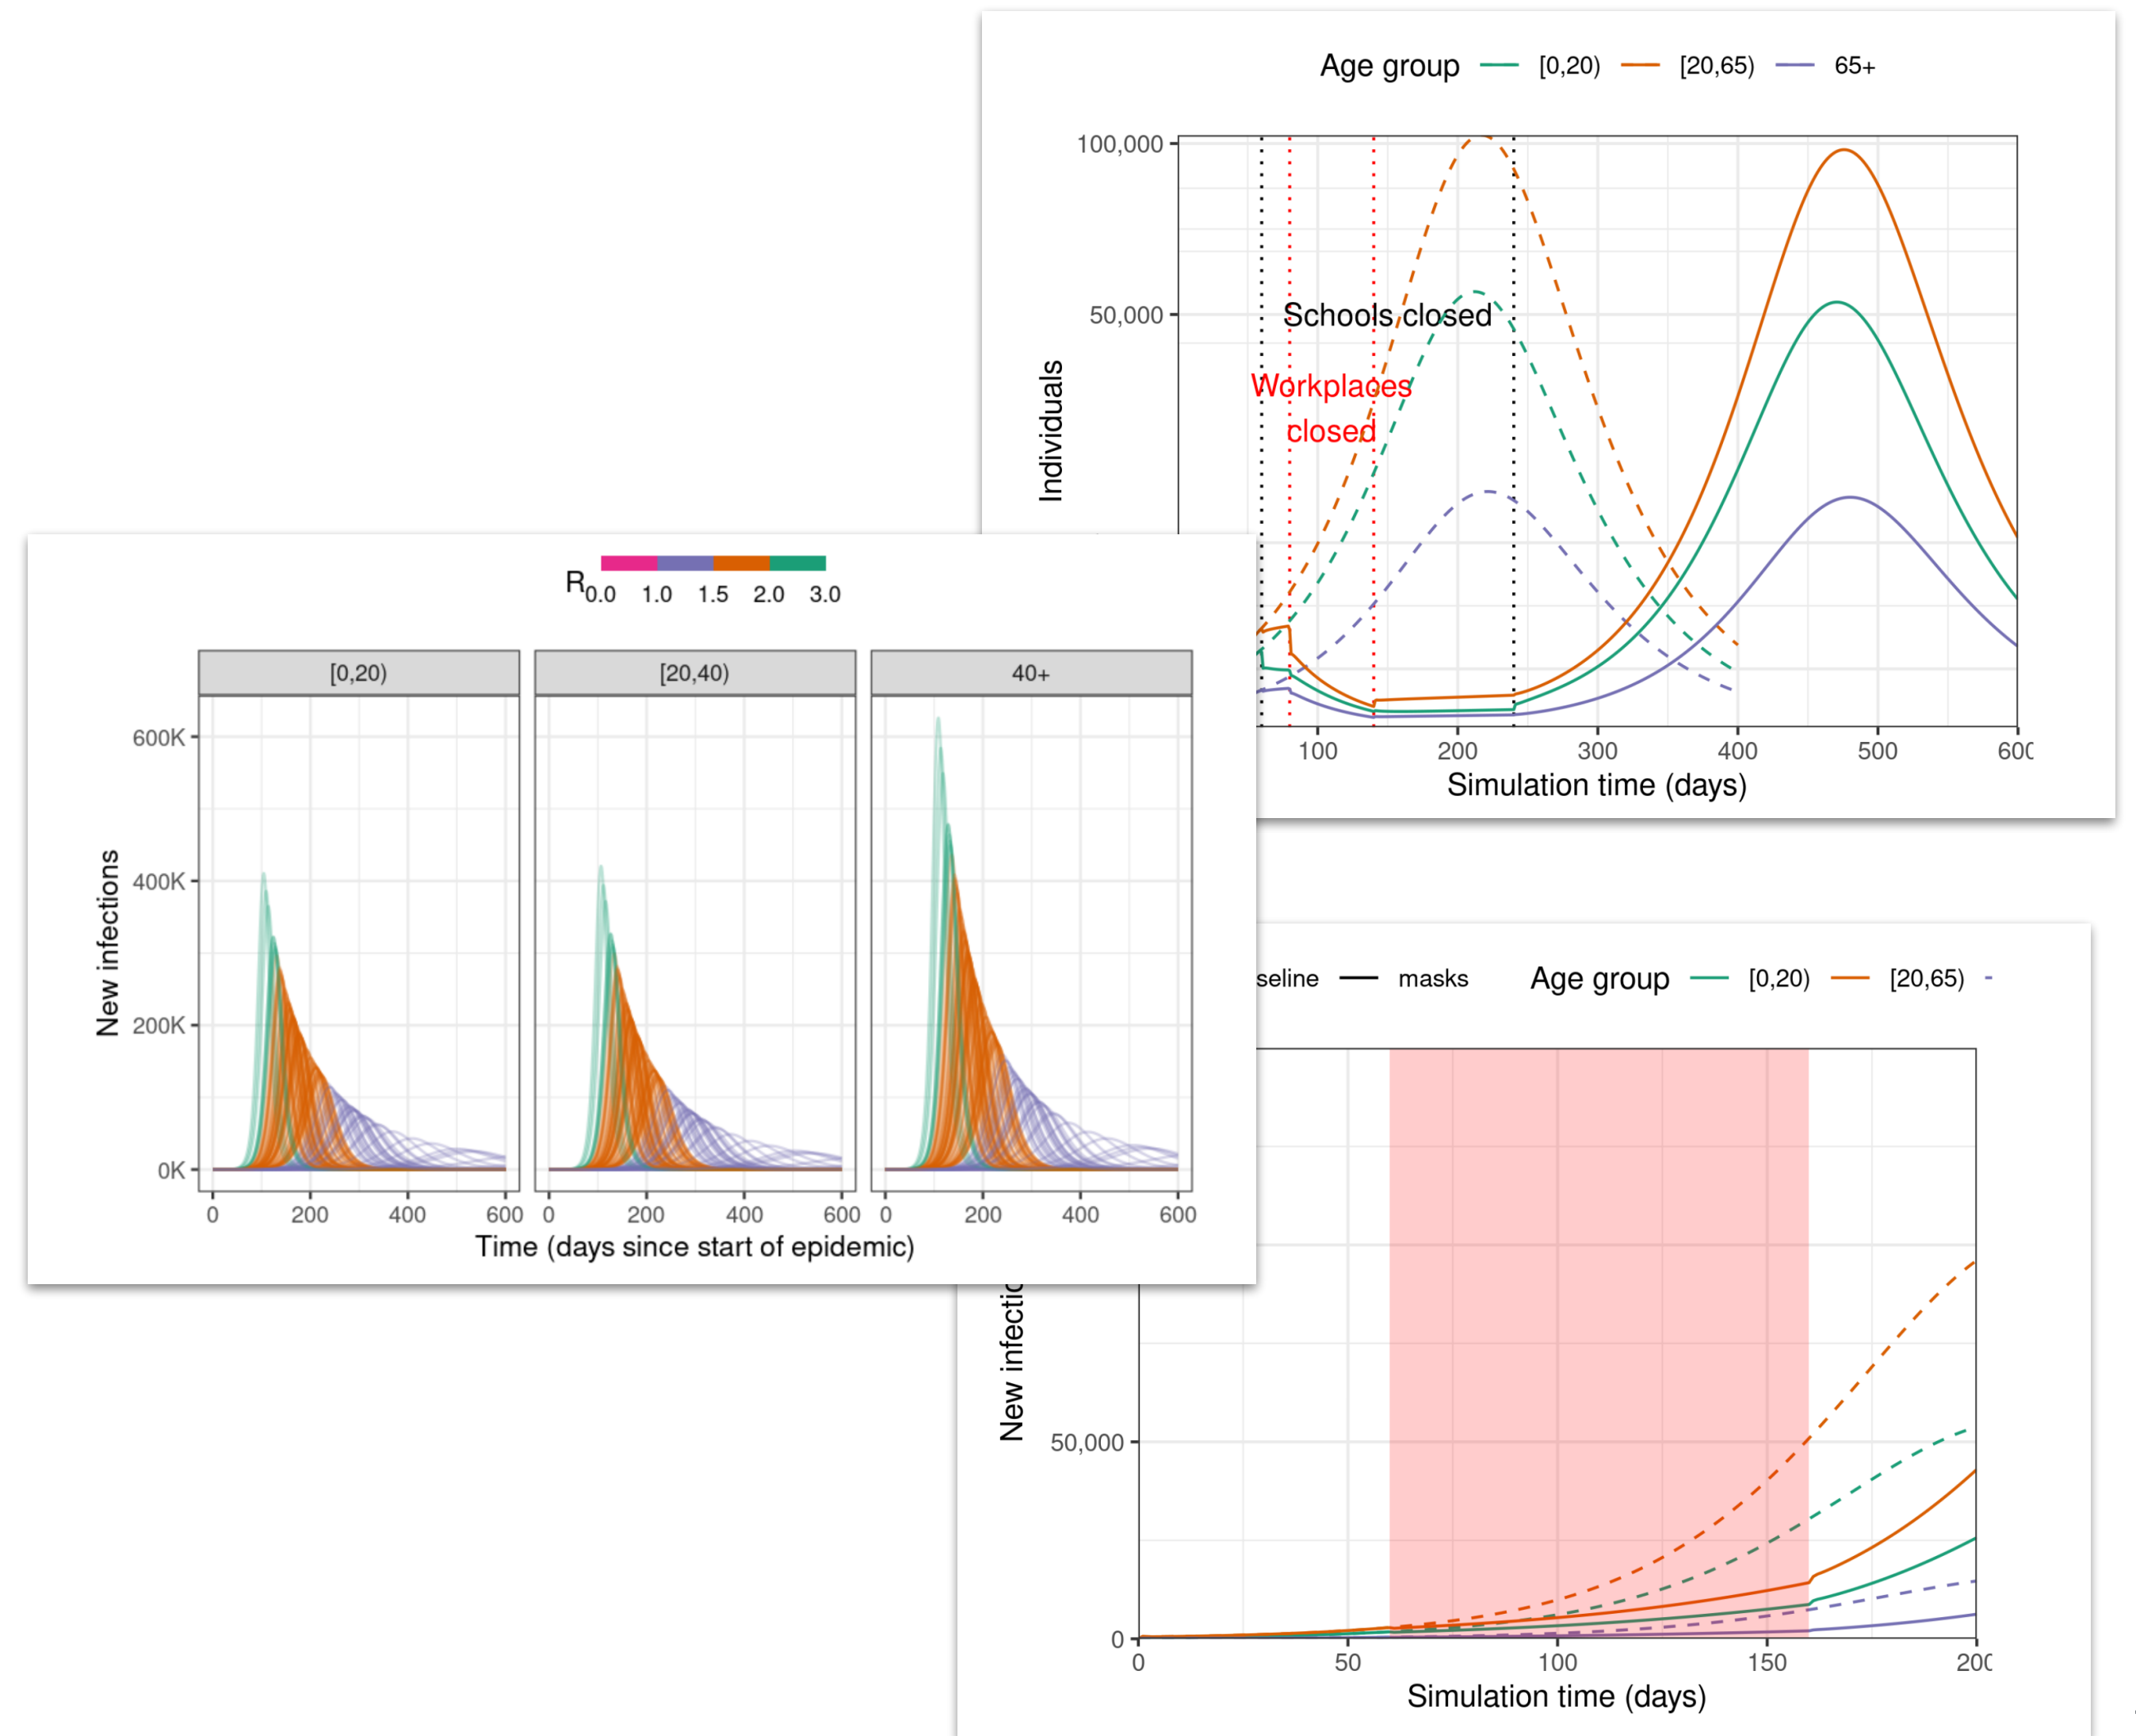 Age group [0,20) [20,65) 65+
100,000
50,000
Individuals
Schools closed
Workplaces
closed
100 200 300 400 500 600
Simulation time (days)
R 0.0 1.0 1.5 2.0 3.0
[0,20) [20,40) 40+
New infections
600K
400K
200K
0K
0 200 400 600 0 200 400 600 0 200 400 600
Time (days since start of epidemic)
seline masks Age group [0,20) [20,65)
New infectio
50,000
0
0 50 100 150 200
Simulation time (days)